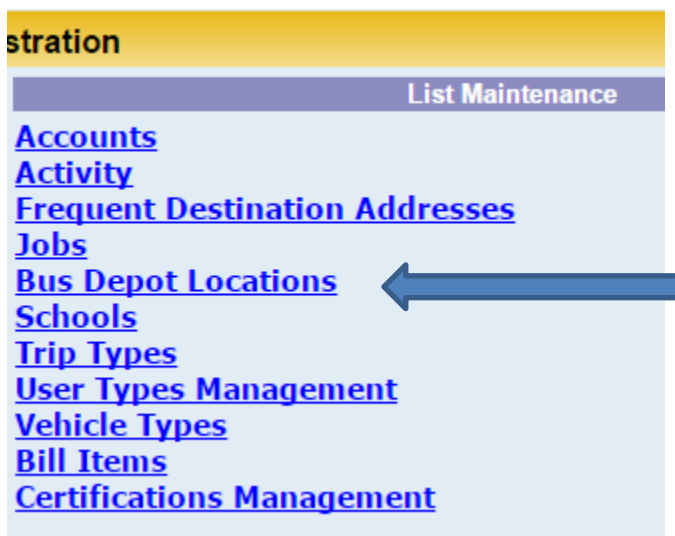 stration
List Maintenance
Accounts
Activity
Frequent Destination Addresses
Jobs
Bus Depot Locations
Schools
Trip Types
User Types Management
Vehicle Types
Bill Items
Certifications Management